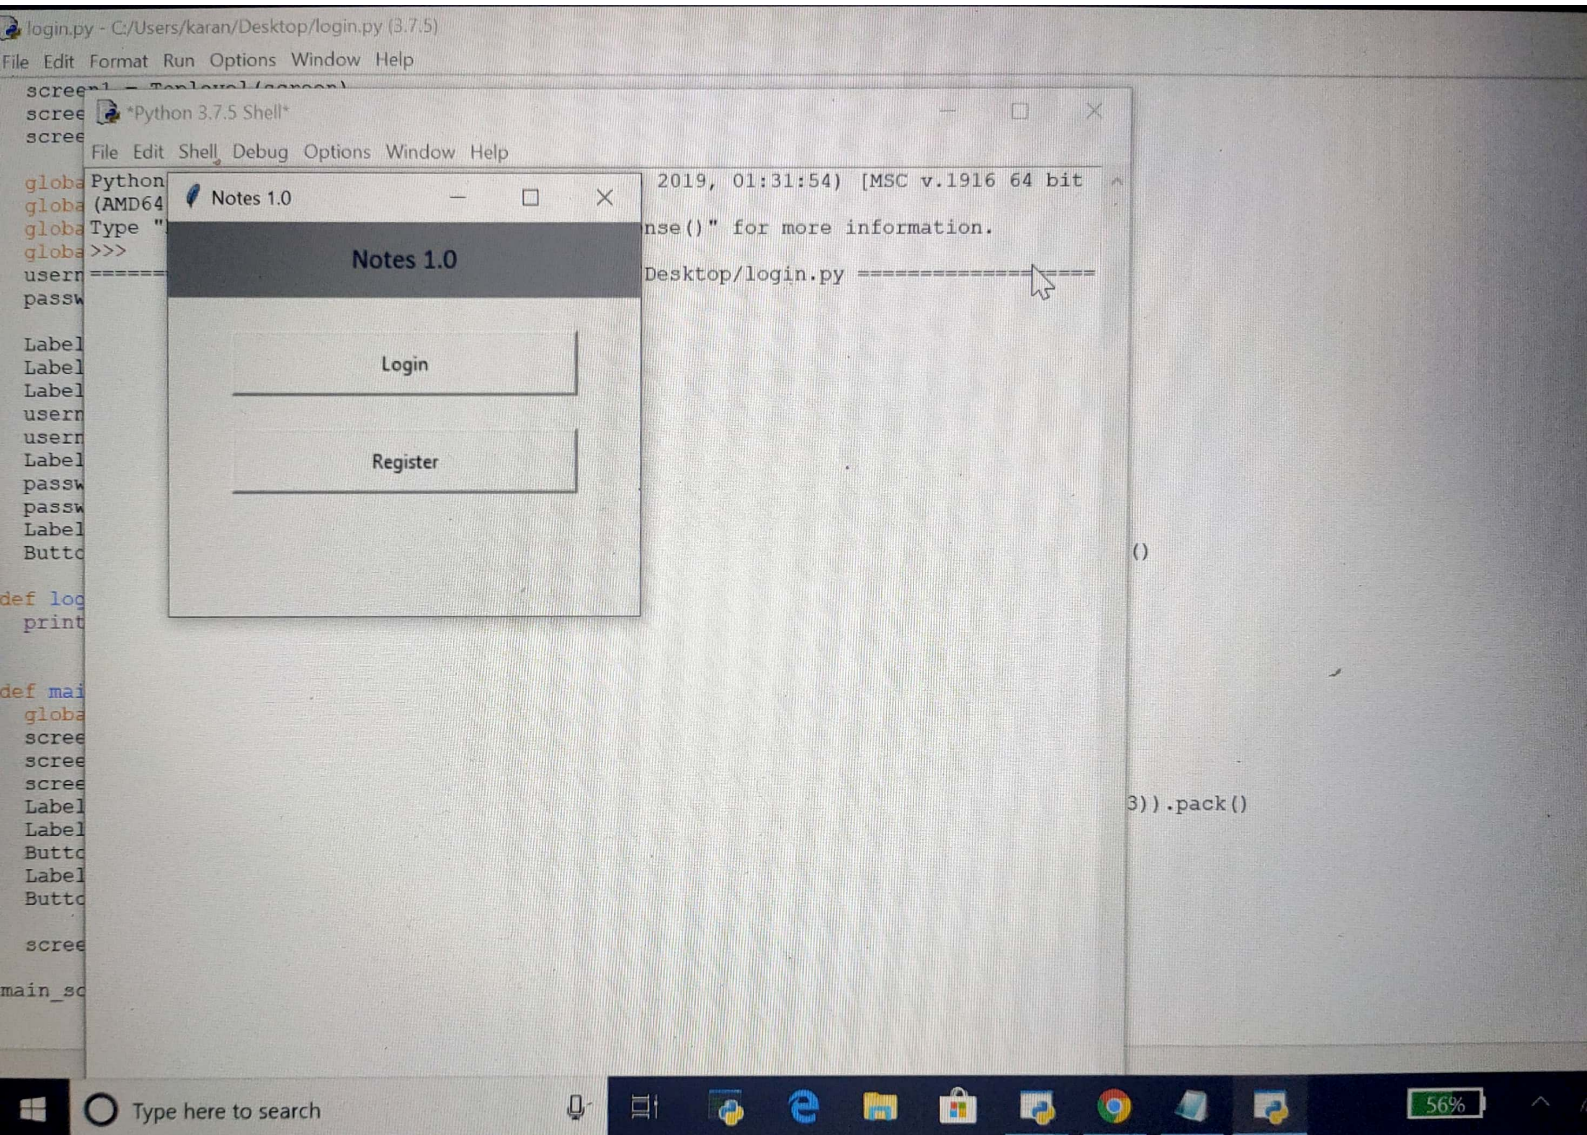 login.py - C:/Users/karan/Desktop/login.py (3.7.5)
File Edit Format Run Options Window Help
scree
scree
scree
globa
globa
globa
globa
usern
passw
Label
Label
Label
usern
usern
Label
passw
passw
Label
Butto
()
def log
print
def mai
globa
scree
scree
scree
Label
3)).pack()
Label
Butto
Label
Butto
scree
main_sc
*Python 3.7.5 Shell*
File Edit Shell Debug Options Window Help
Python 2019, 01:31:54) [MSC v.1916 64 bit
(AMD64
Type " nse()" for more information.
>>>
====== Desktop/login.py ===================
Notes 1.0
Notes 1.0
Login
Register
Type here to search
56%